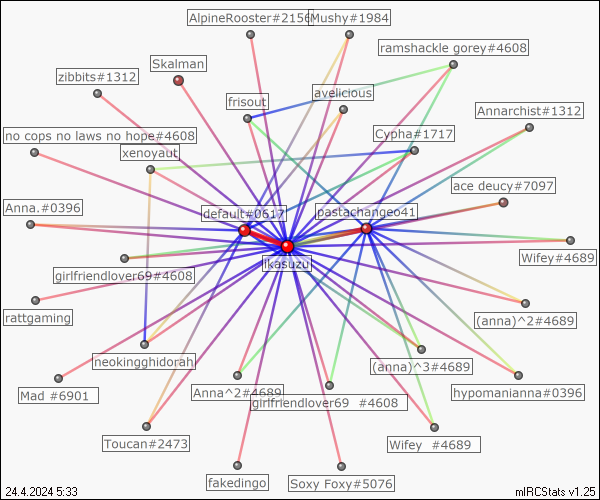 AlpineRooster#2156
Mushy#1984
ramshackle gorey#4608
Skalman
zibbits#1312
avelicious
frisout
Annarchist#1312
no cops no laws no hope#4608
Cypha#1717
xenoyaut
ace deucy#7097
Anna.#0396
default#0617
pastachange041
Wifey#4689
ikasuzu
girlfriendlover69#4608
rattgaming
(anna)^2#4689
neokingghidorah
(anna)^3#4689
Mad #6901
Anna^2#4689
hypomanianna#0396
girlfriendlover69 #4608
Toucan#2473
Wifey #4689
fakedingo
Soxy Foxy#5076
24.4.2024 5:33
mIRCStats v1.25